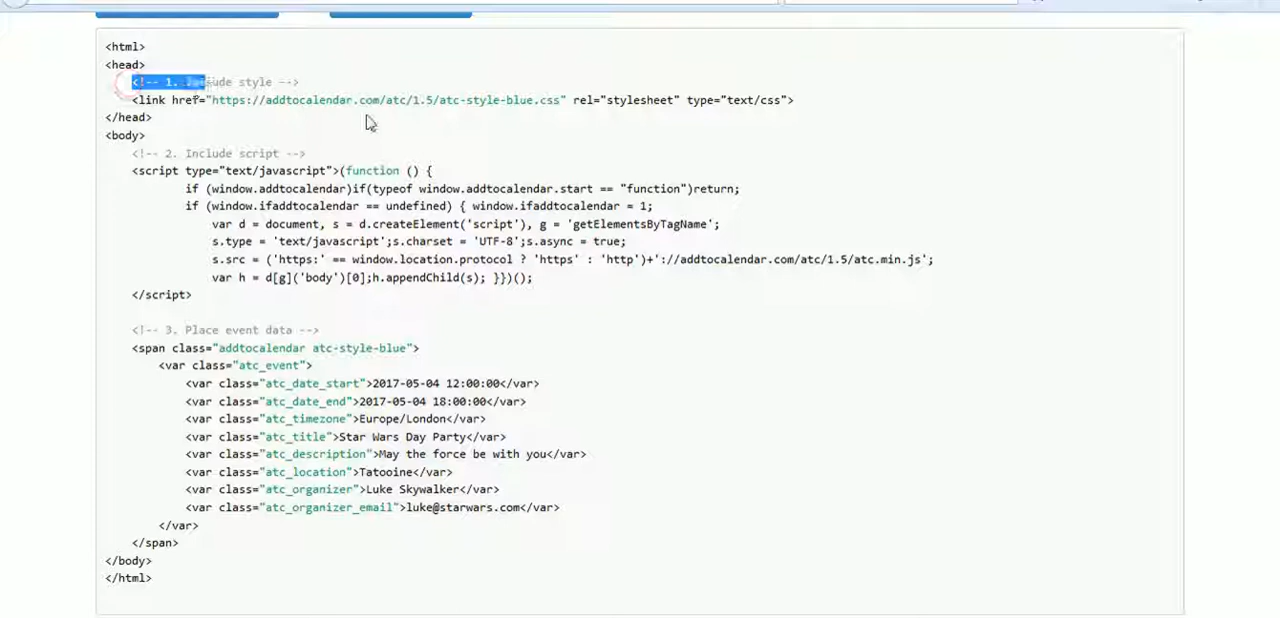 <html>
<head>
<!-- 1. Include style -->
<link href="https://addtocalendar.com/atc/1.5/atc-style-blue.css" rel="stylesheet" type="text/css">
</head>
<body>
<!-- 2. Include script -->
<script type="text/javascript">(function () {
if (window.addtocalendar)if(typeof window.addtocalendar.start == "function")return;
if (window.ifaddtocalendar == undefined) { window.ifaddtocalendar = 1;
var d = document, s = d.createElement('script'), g = 'getElementsByTagName';
s.type = 'text/javascript';s.charset = 'UTF-8';s.async = true;
s.src = ('https:' == window.location.protocol ? 'https' : 'http')+'://addtocalendar.com/atc/1.5/atc.min.js';
var h = d[g]('body')[0];h.appendChild(s); }})();
</script>
<!-- 3. Place event data -->
<span class="addtocalendar atc-style-blue">
<var class="atc_event">
<var class="atc_date_start">2017-05-04 12:00:00</var>
<var class="atc_date_end">2017-05-04 18:00:00</var>
<var class="atc_timezone">Europe/London</var>
<var class="atc_title">Star Wars Day Party</var>
<var class="atc_description">May the force be with you</var>
<var class="atc_location">Tatooine</var>
<var class="atc_organizer">Luke Skywalker</var>
<var class="atc_organizer_email">luke@starwars.com</var>
</var>
</span>
</body>
</html>